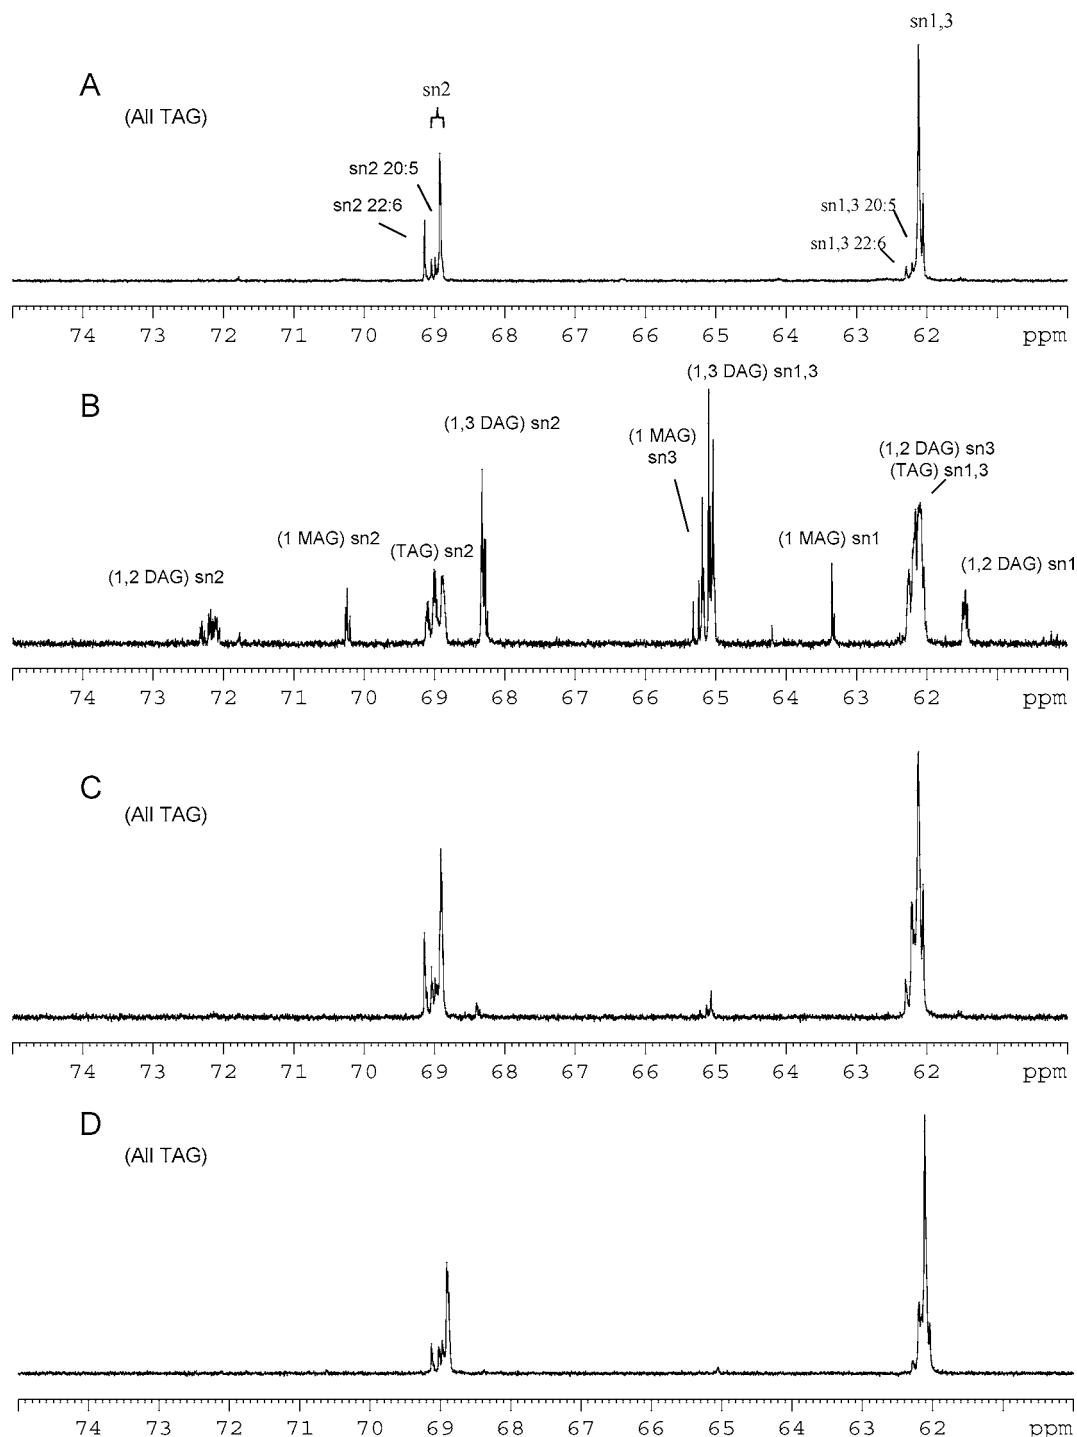 sn1,3
A
(All TAG)
sn2
sn2 20:5
sn2 22:6
sn1,3 20:5
sn1,3 22:6
74 73 72 71 70 69 68 67 66 65 64 63 62 ppm
B
(1,3 DAG) sn1,3
(1,3 DAG) sn2
(1 MAG)
sn3
(1,2 DAG) sn3
(TAG) sn1,3
(1 MAG) sn2
(TAG) sn2
(1 MAG) sn1
(1,2 DAG) sn2
(1,2 DAG) sn1
74 73 72 71 70 69 68 67 66 65 64 63 62 ppm
C
(All TAG)
74 73 72 71 70 69 68 67 66 65 64 63 62 ppm
D
(All TAG)
74 73 72 71 70 69 68 67 66 65 64 63 62 ppm